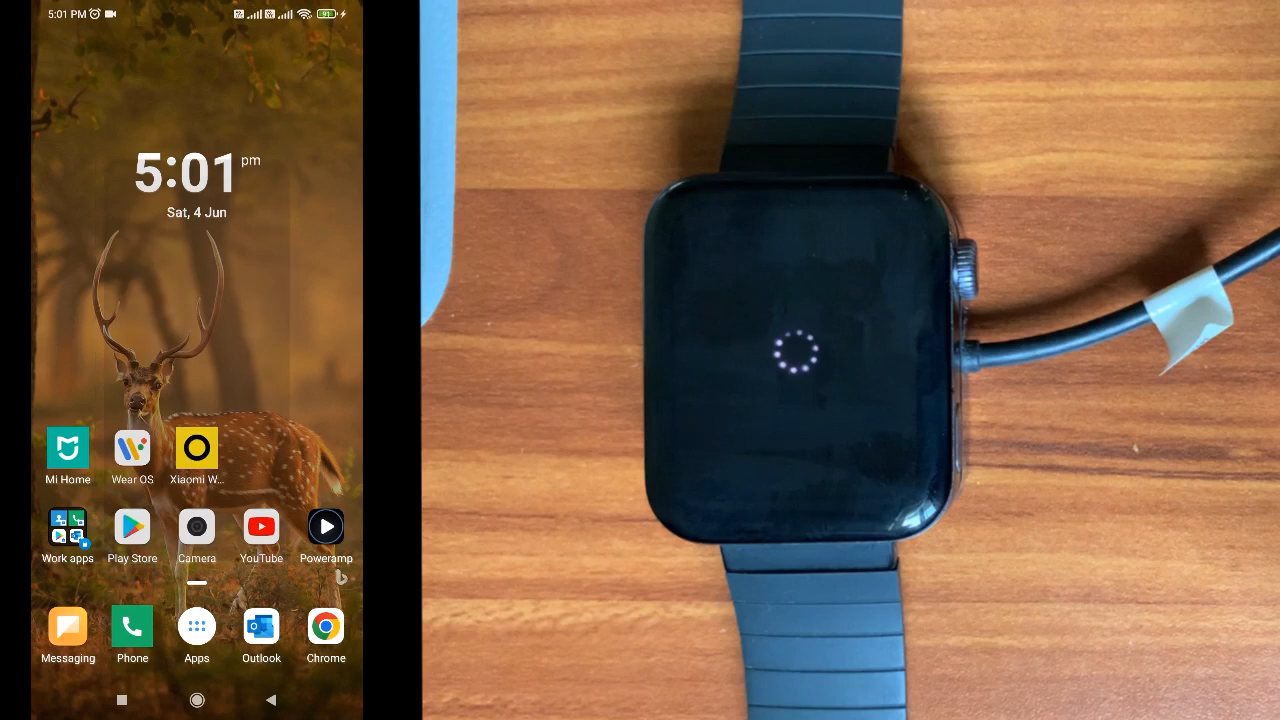 5:01 PM
91
5:01 pm
Sat, 4 Jun
Mi Home Wear OS Xiaomi W...
Work apps Play Store Camera YouTube Poweramp
Messaging Phone Apps Outlook Chrome